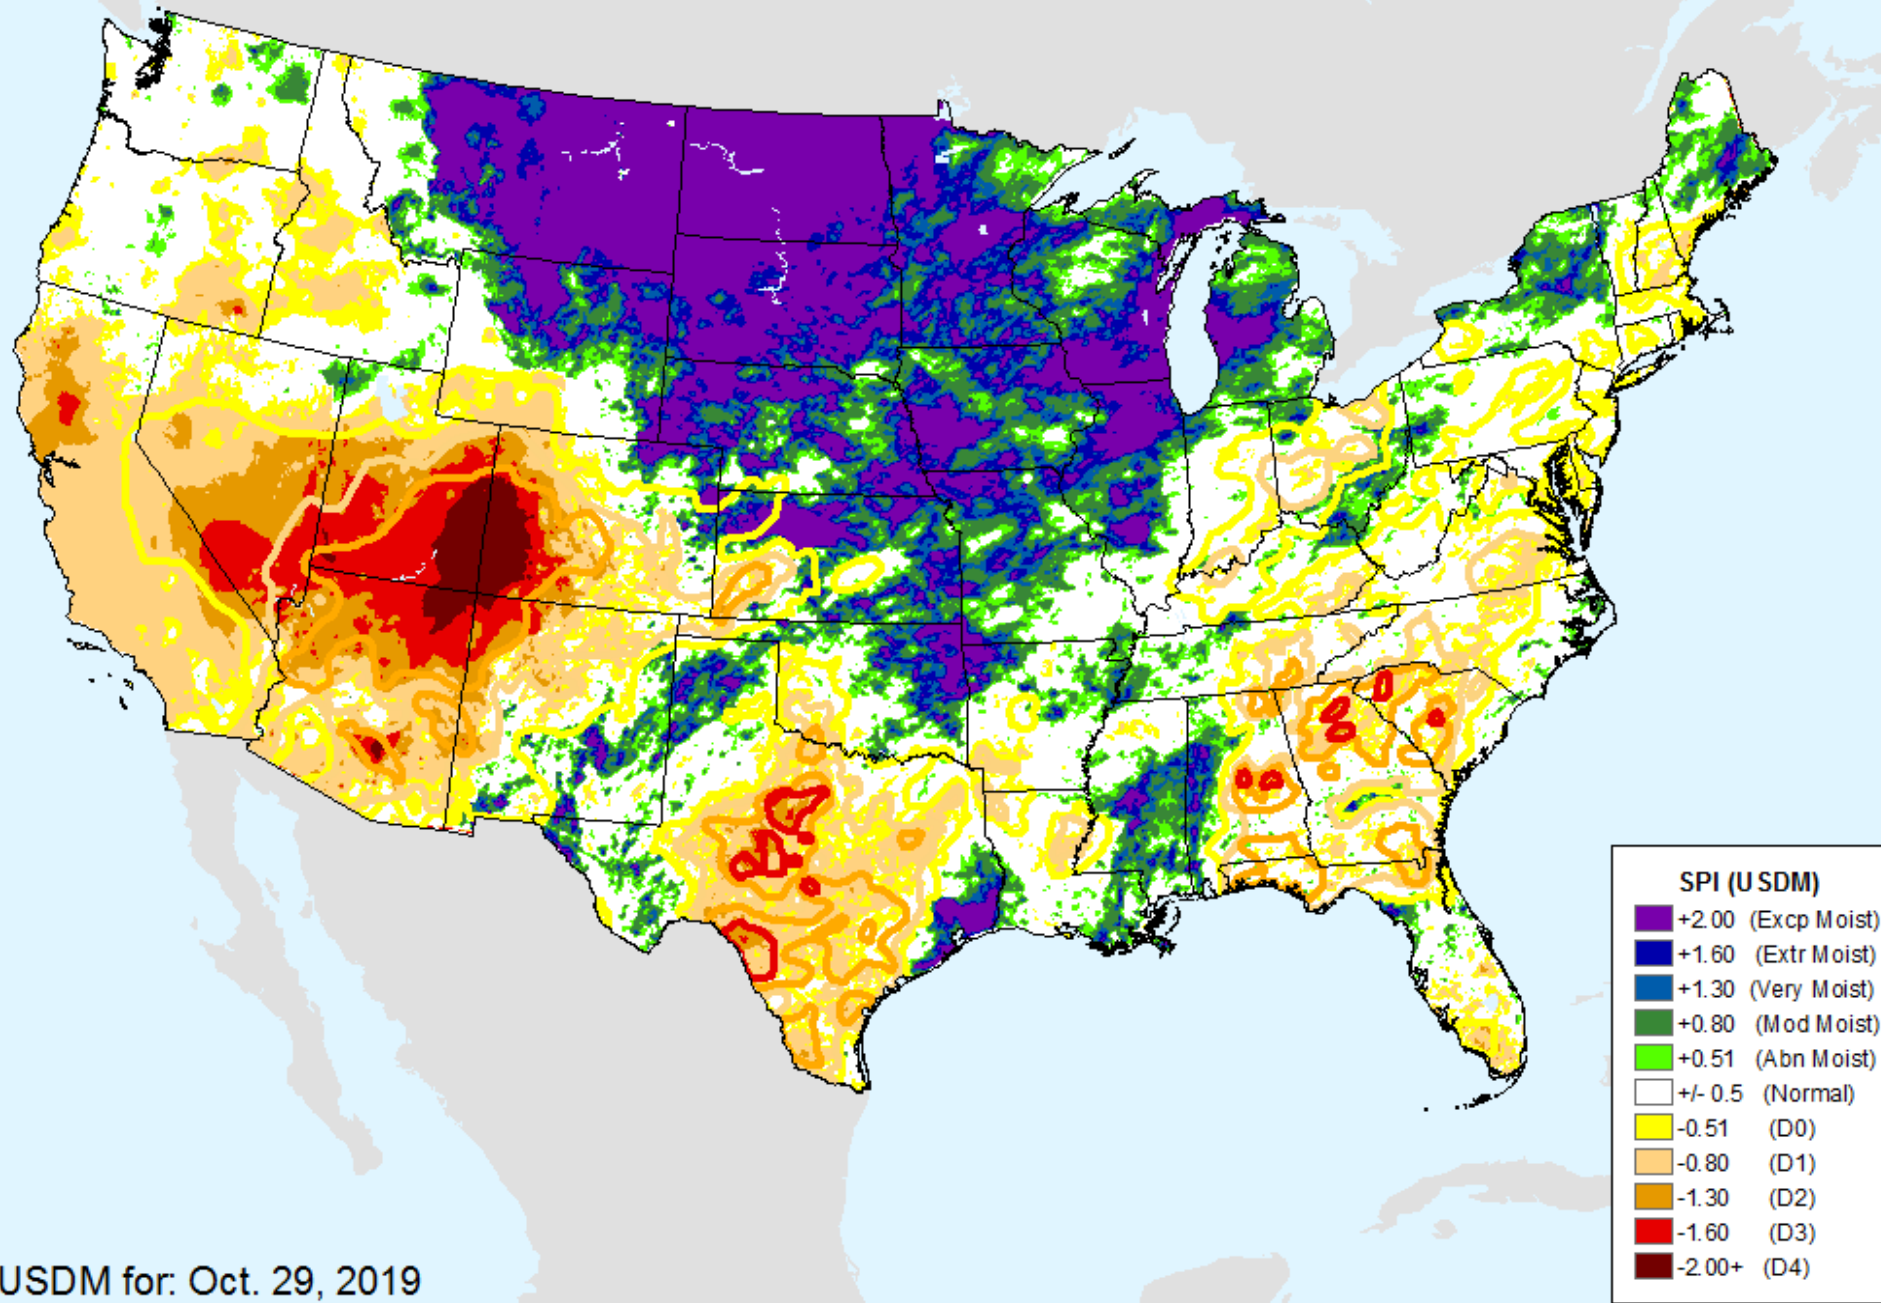 SPI (USDM)
+2.00 (Excp Moist)
+1.60 (Extr Moist)
+1.30 (Very Moist)
+0.80 (Mod Moist)
+0.51 (Abn Moist)
+/- 0.5 (Normal)
-0.51 (D0)
-0.80 (D1)
-1.30 (D2)
-1.60 (D3)
-2.00+ (D4)
USDM for: Oct. 29, 2019